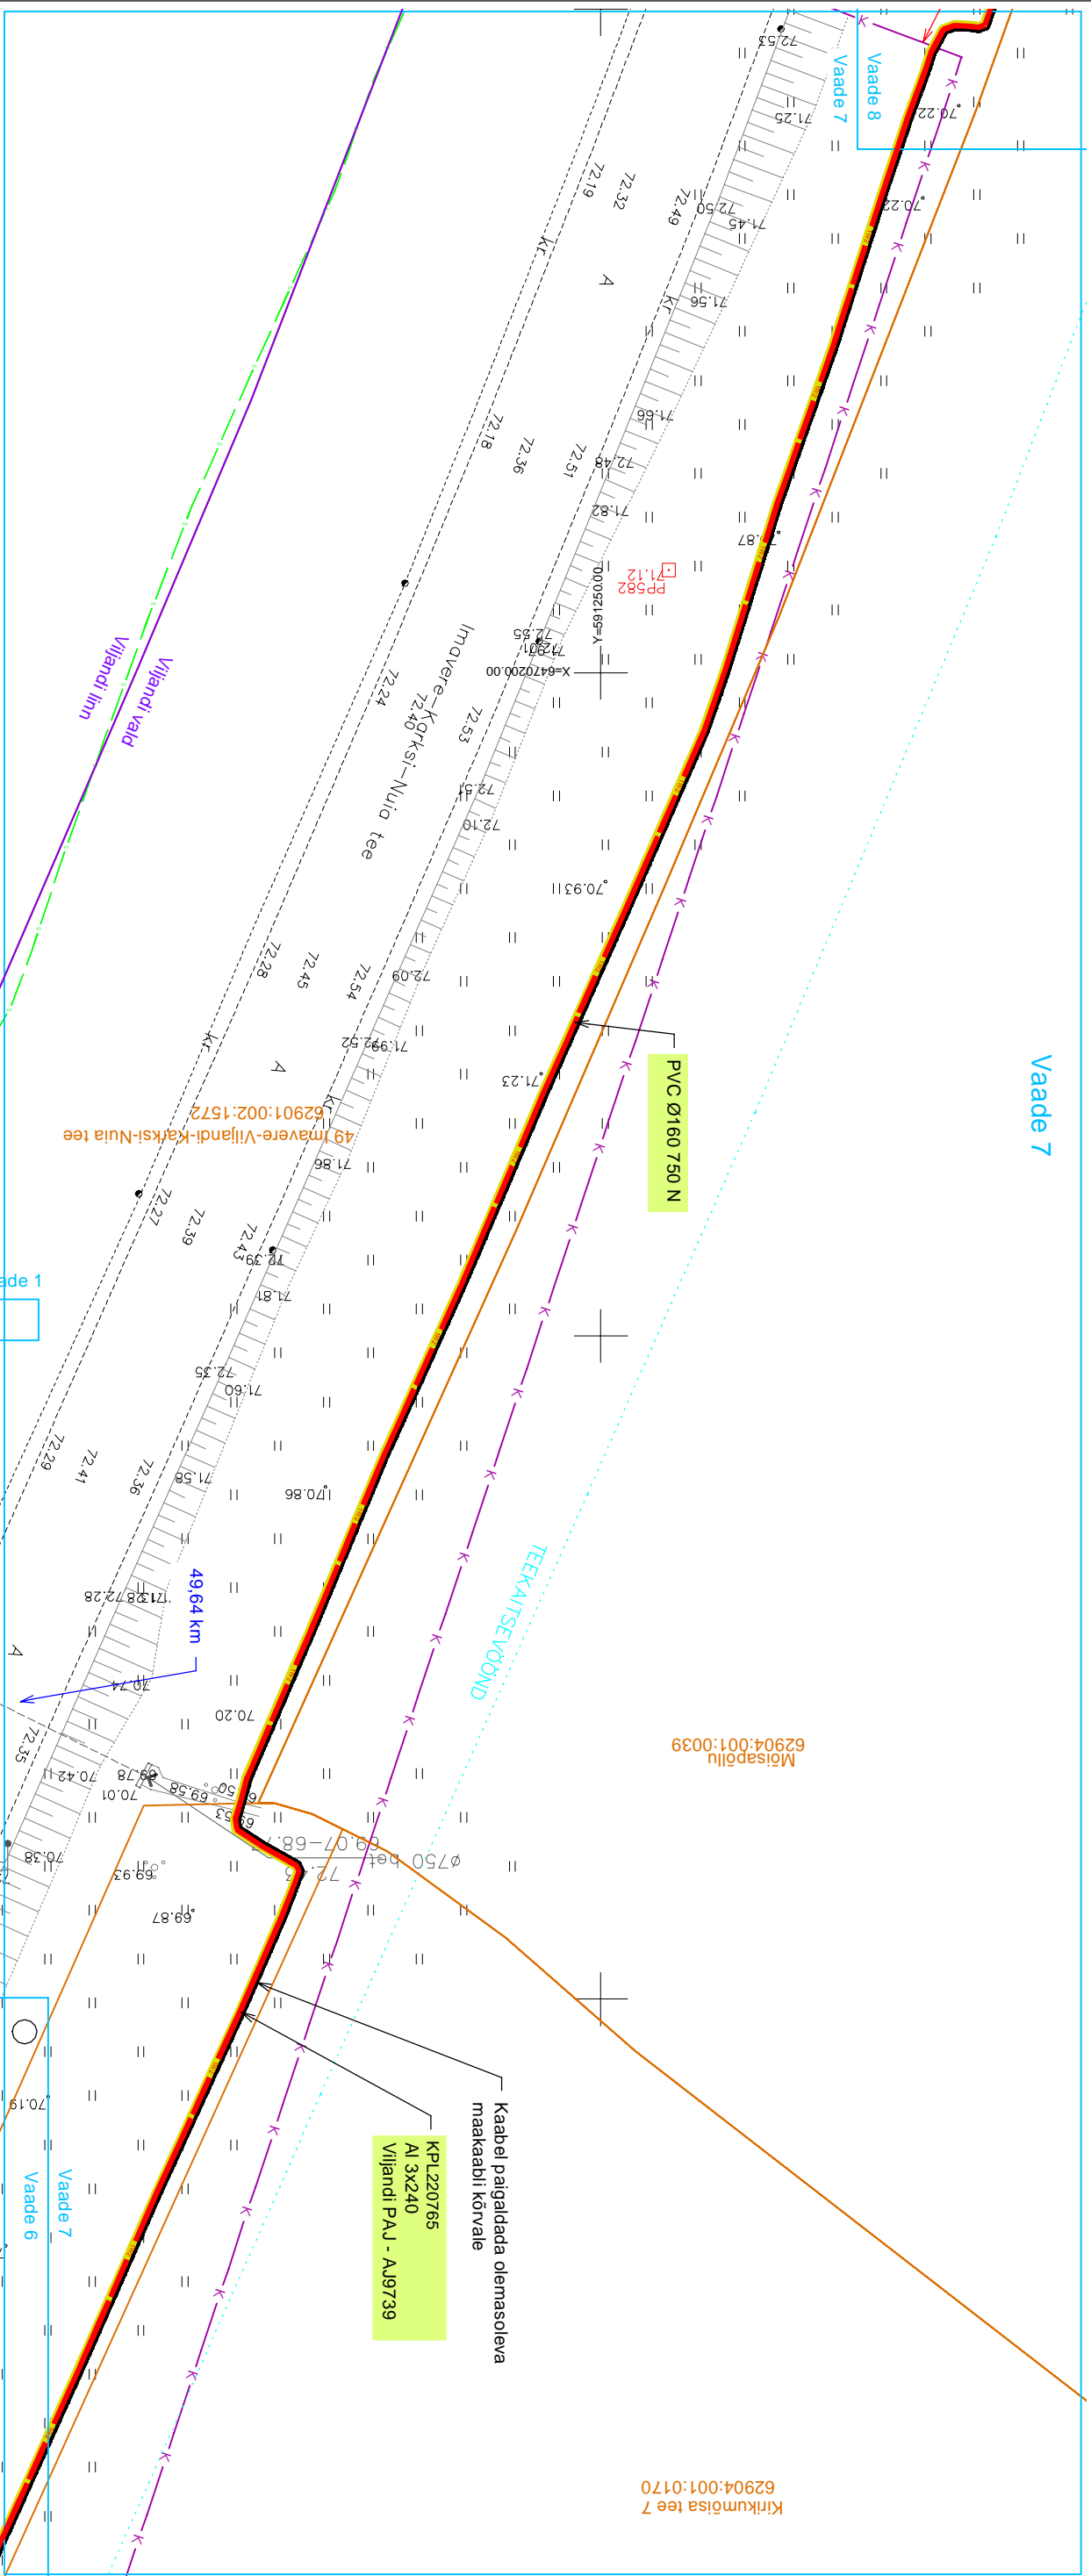 Vaade 8
Vaade 7
Vaade 7
72.53
71.25
70.22
70.22
72.19
72.32
72.49
72.50
71.45
71.56
kr
A
kr
71.66
72.18
72.36
72.51
72.48
71.82
PP582
71.12
Y=591250.00
X=6470200.00
72.55
Viljandi vald
Viljandi linn
Imavere-Karksi-Nuia tee
72.24
72.40
72.53
72.51
72.10
70.93
72.28
72.45
72.54
72.09
72.52
71.99
71.23
PVC Ø160 750 N
kr
A
kr
49 Imavere-Viljandi-Karksi-Nuia tee
62901:002:1572
71.86
72.27
72.39
72.43
72.39
71.81
ade 1
72.35
71.60
72.29
72.41
72.36
71.58
70.86
TEEKAITSEVÖÖND
72.28
49,64 km
A
70.74
70.20
72.35
70.42
69.78
70.01
69.58
Mõisapõllu
62904:001:0039
ø750 bet
70.38
69.93
69.87
Kaabel paigaldada olemasoleva
maakaabli kõrvale
KPL220765
Al 3x240
Viljandi PAJ - AJ9739
70.19
Vaade 7
Vaade 6
Kirikumõisa tee 7
62904:001:0170